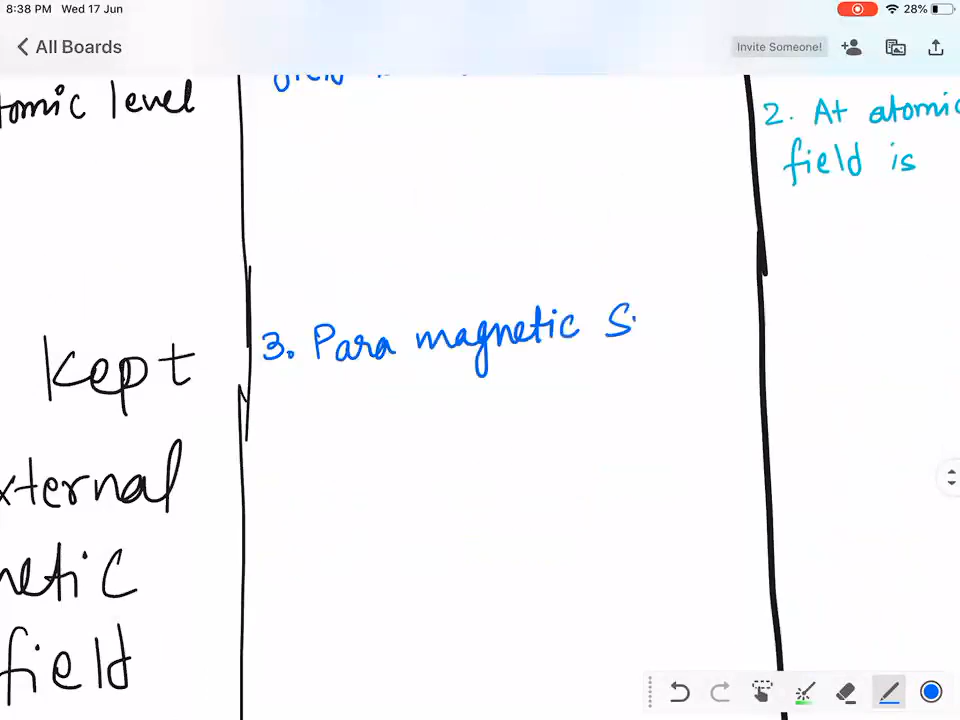 8:38 PM Wed 17 Jun
28%
All Boards
Invite Someone!
tomic level
field
2. At atomic
field is
3. Para magnetic S
Kept
xternal
netic
field